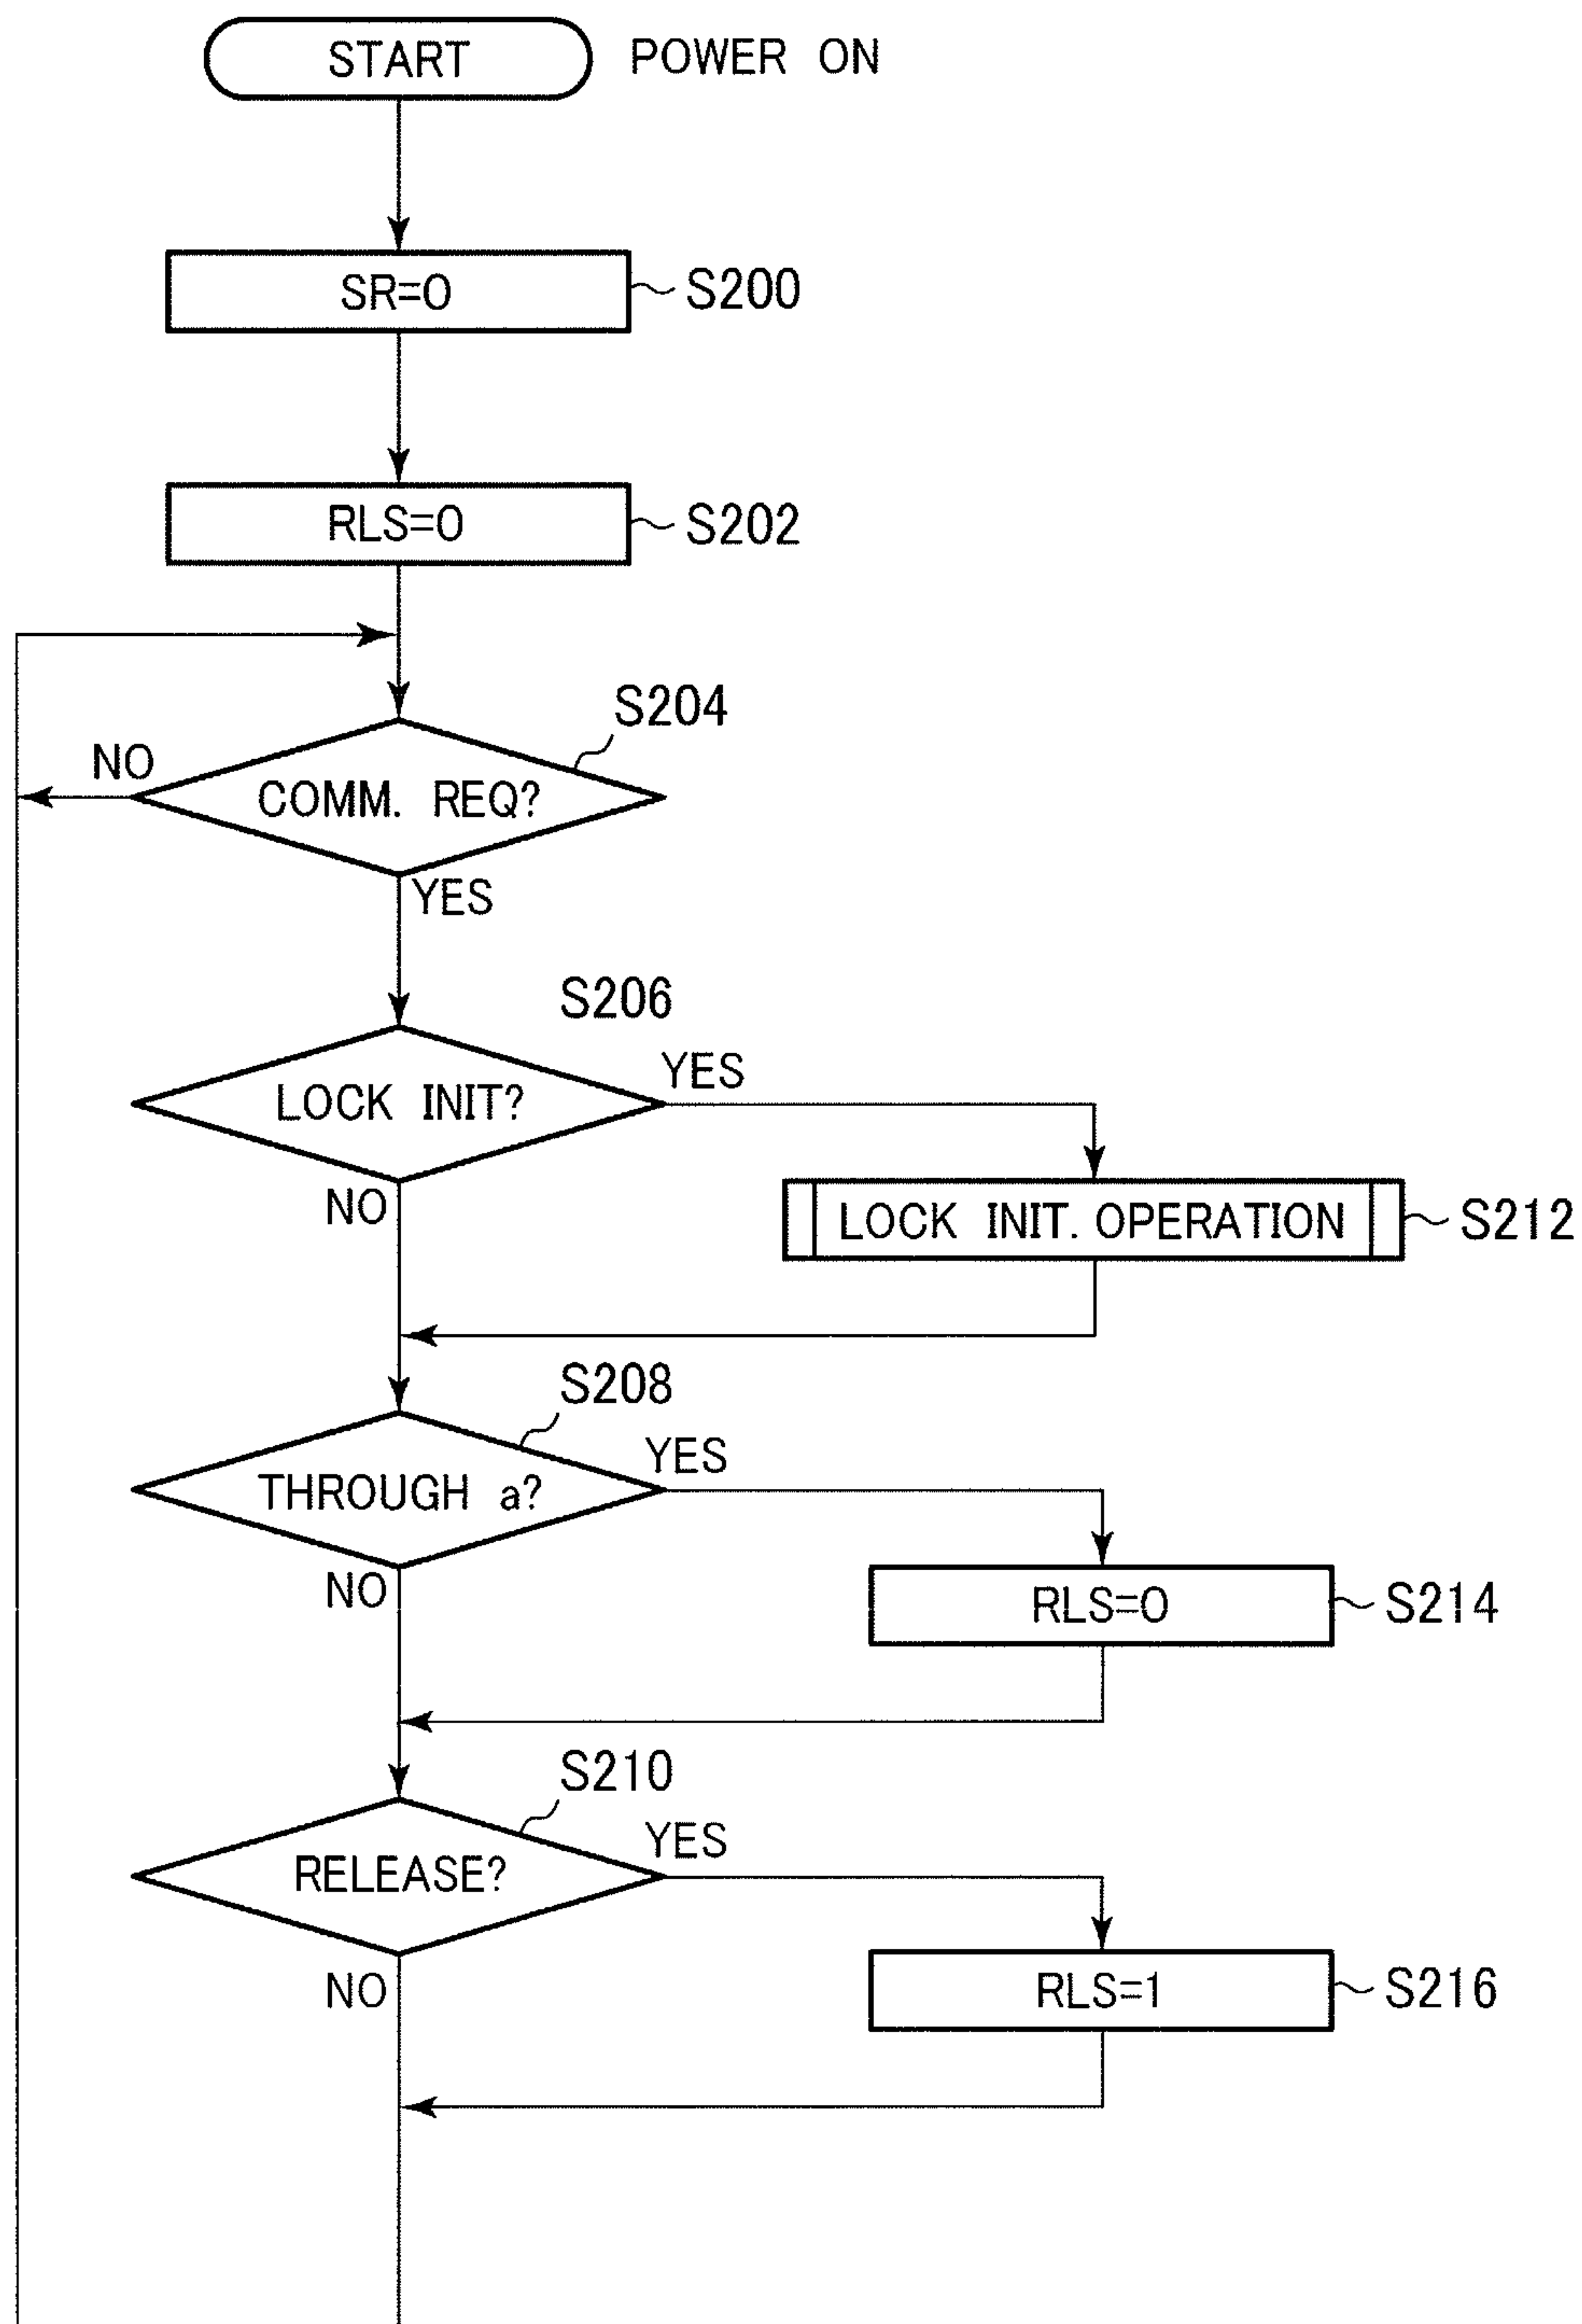 START POWER ON
SR=0 S200
RLS=0 S202
S204
NO
COMM. REQ?
YES
S206
YES
LOCK INIT?
NO
LOCK INIT. OPERATION S212
S208
YES
THROUGH a?
NO
RLS=0 S214
S210
YES
RELEASE?
NO
RLS=1 S216